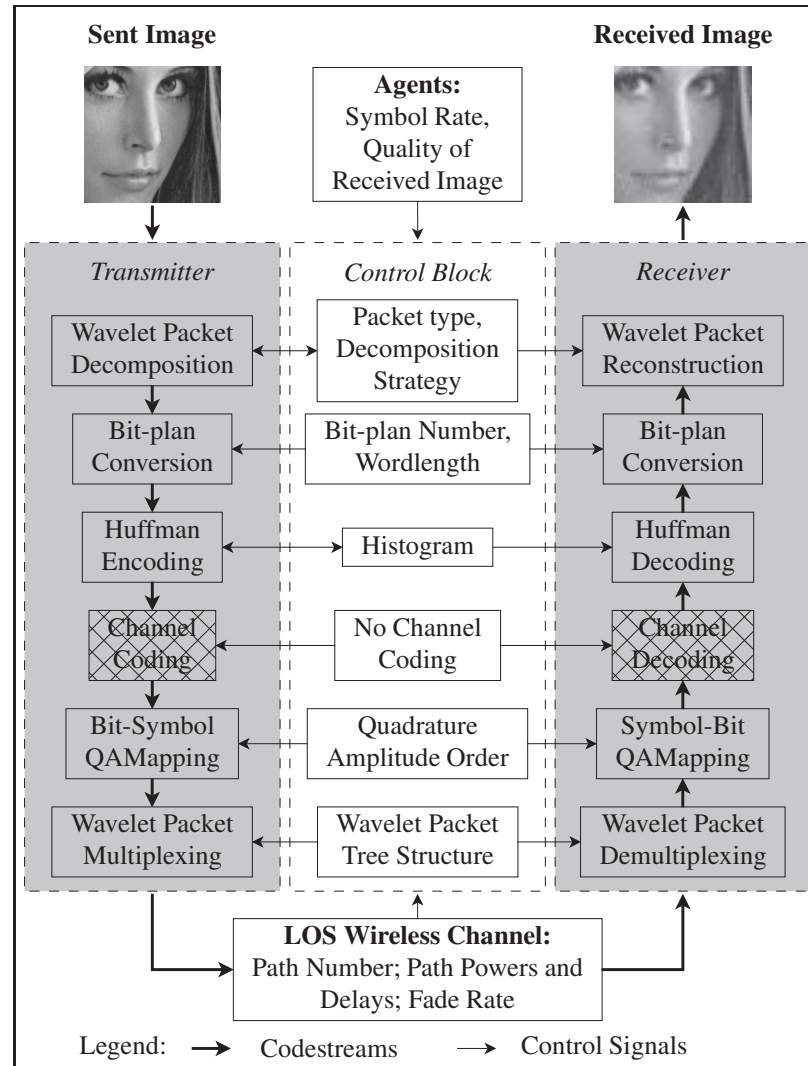 Sent Image
Received Image
Agents:
Symbol Rate,
Quality of
Received Image
Transmitter
Control Block
Receiver
Wavelet Packet
Decomposition
Packet type,
Decomposition
Strategy
Wavelet Packet
Reconstruction
Bit-plan
Conversion
Bit-plan Number,
Wordlength
Bit-plan
Conversion
Huffman
Encoding
Histogram
Huffman
Decoding
Channel
Coding
No Channel
Coding
Channel
Decoding
Bit-Symbol
QAMapping
Quadrature
Amplitude Order
Symbol-Bit
QAMapping
Wavelet Packet
Multiplexing
Wavelet Packet
Tree Structure
Wavelet Packet
Demultiplexing
LOS Wireless Channel:
Path Number; Path Powers and
Delays; Fade Rate
Legend: Codestreams Control Signals